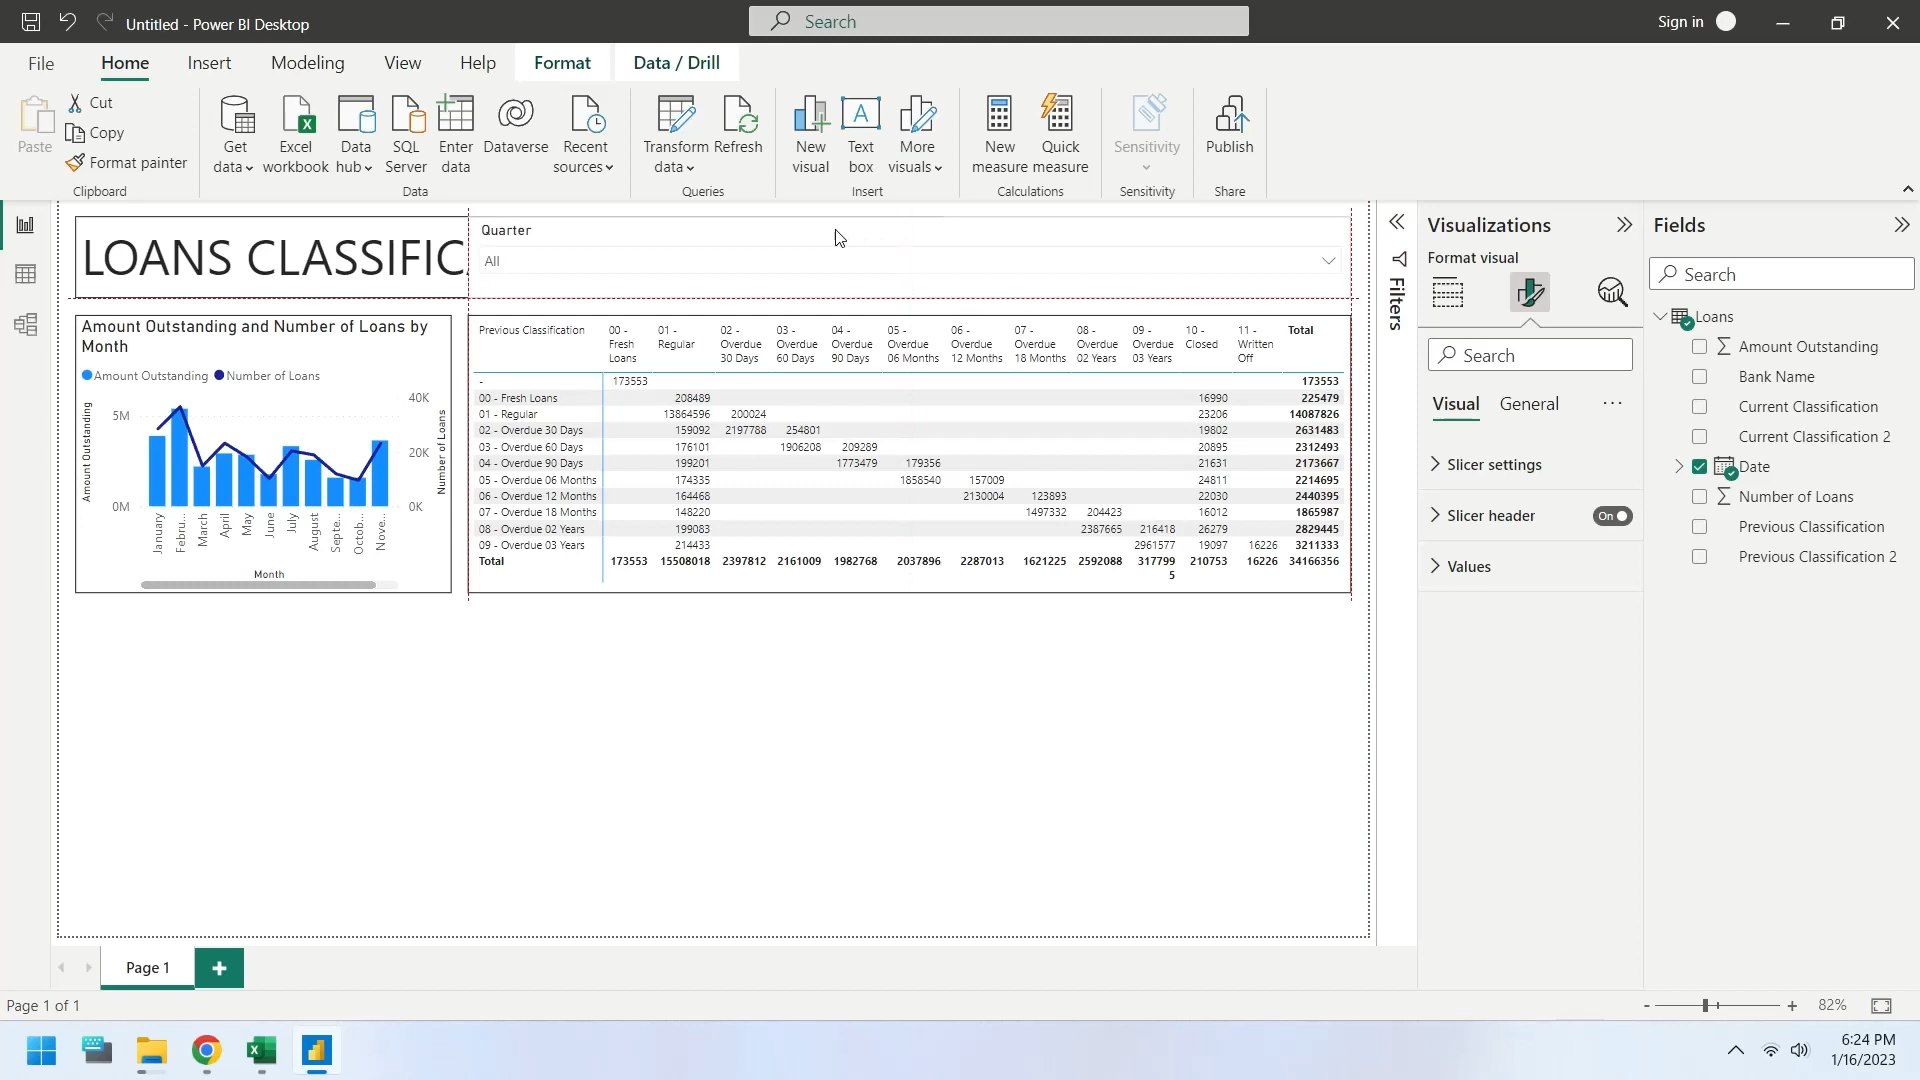 Untitled - Power BI Desktop
Search
Sign in
File Home Insert Modeling View Help Format Data / Drill
Paste
Cut
Copy
Format painter
Clipboard
Get data
Excel workbook
Data hub
SQL Server
Enter data
Dataverse
Recent sources
Data
Transform data
Refresh
Queries
New visual
A
Text box
More visuals
Insert
New measure
Quick measure
Calculations
Sensitivity
Sensitivity
Publish
Share
LOANS CLASSIFICA
Quarter
All
Amount Outstanding and Number of Loans by
Month
Amount Outstanding Number of Loans
Amount Outstanding
5M
0M
40K
20K
0K
Number of Loans
January Febru... March April May June July August Septe... Octob... Nove...
Month
Previous Classification 00 - Fresh Loans 01 - Regular 02 - Overdue 30 Days 03 - Overdue 60 Days 04 - Overdue 90 Days 05 - Overdue 06 Months 06 - Overdue 12 Months 07 - Overdue 18 Months 08 - Overdue 02 Years 09 - Overdue 03 Years 10 - Closed 11 - Written Off Total
- 173553 173553
00 - Fresh Loans 208489 16990 225479
01 - Regular 13864596 200024 23206 14087826
02 - Overdue 30 Days 159092 2197788 254801 19802 2631483
03 - Overdue 60 Days 176101 1906208 209289 20895 2312493
04 - Overdue 90 Days 199201 1773479 179356 21631 2173667
05 - Overdue 06 Months 174335 1858540 157009 24811 2214695
06 - Overdue 12 Months 164468 2130004 123893 22030 2440395
07 - Overdue 18 Months 148220 1497332 204423 16012 1865987
08 - Overdue 02 Years 199083 2387665 216418 26279 2829445
09 - Overdue 03 Years 214433 2961577 19097 16226 3211333
Total 173553 15508018 2397812 2161009 1982768 2037896 2287013 1621225 2592088 3177995 210753 16226 34166356
Filters
Visualizations
Format visual
Search
Visual General ...
Slicer settings
Slicer header On
Values
Fields
Search
Loans
Amount Outstanding
Bank Name
Current Classification
Current Classification 2
Date
Number of Loans
Previous Classification
Previous Classification 2
Page 1
+
Page 1 of 1
- + 82%
6:24 PM
1/16/2023